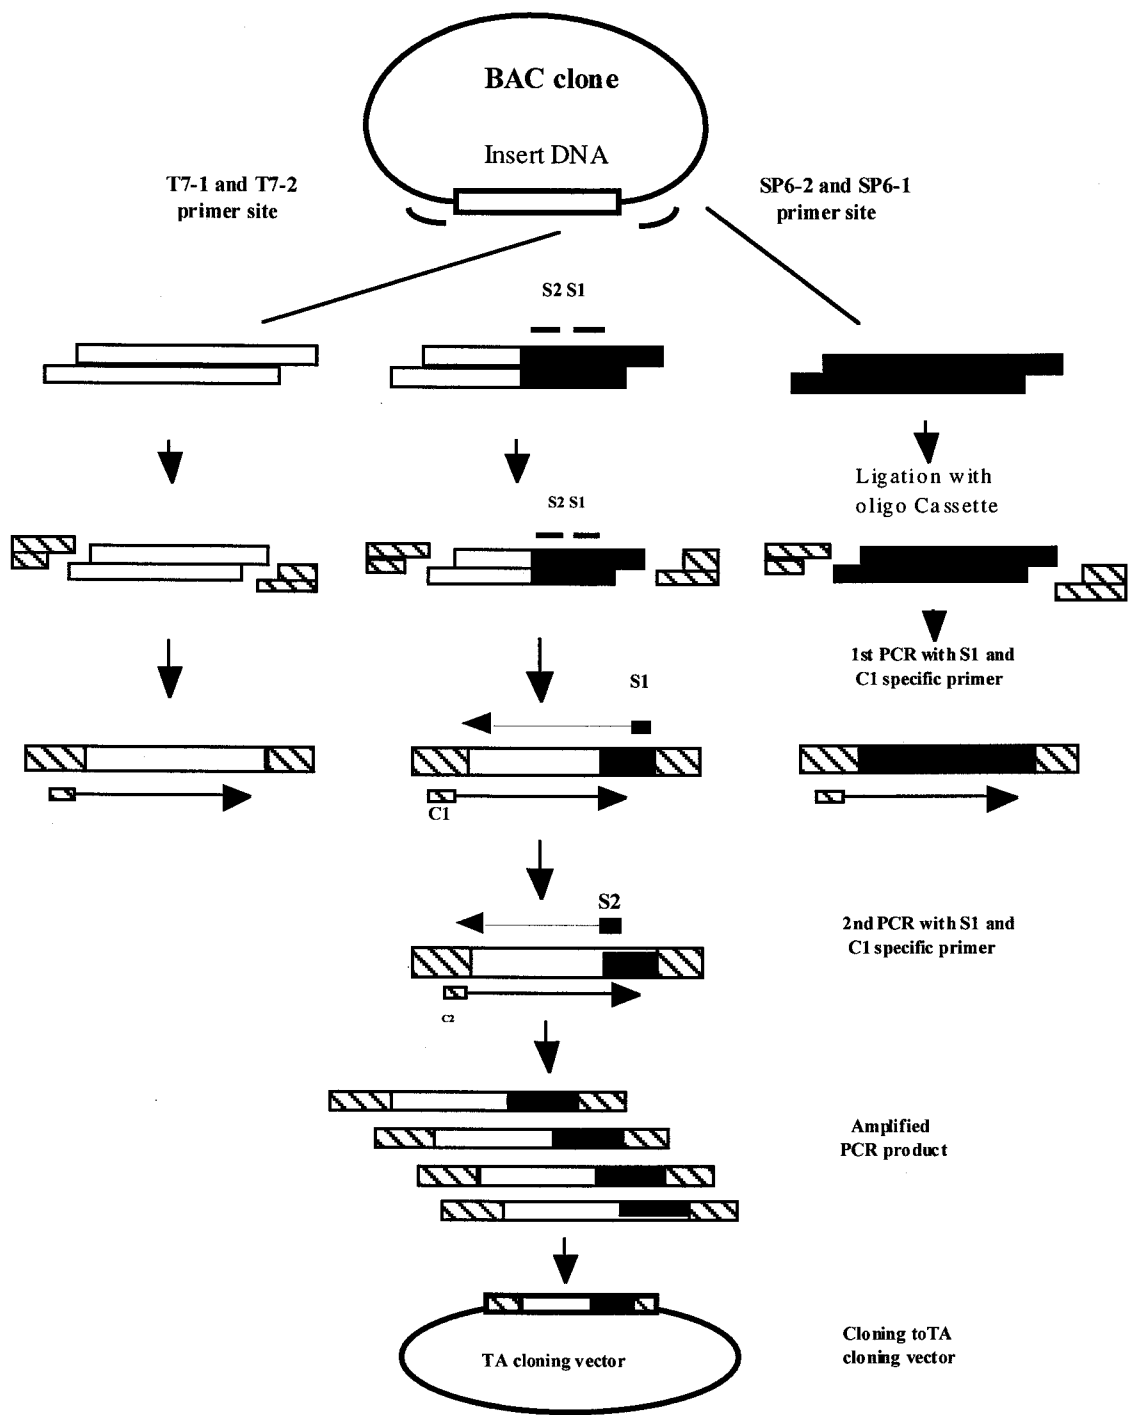 BAC clone
Insert DNA
T7-1 and T7-2
primer site
SP6-2 and SP6-1
primer site
S2 S1
Ligation with
oligo Cassette
S2 S1
1st PCR with S1 and
C1 specific primer
S1
C1
S2
2nd PCR with S1 and
C1 specific primer
C2
Amplified
PCR product
Cloning toTA
cloning vector
TA cloning vector